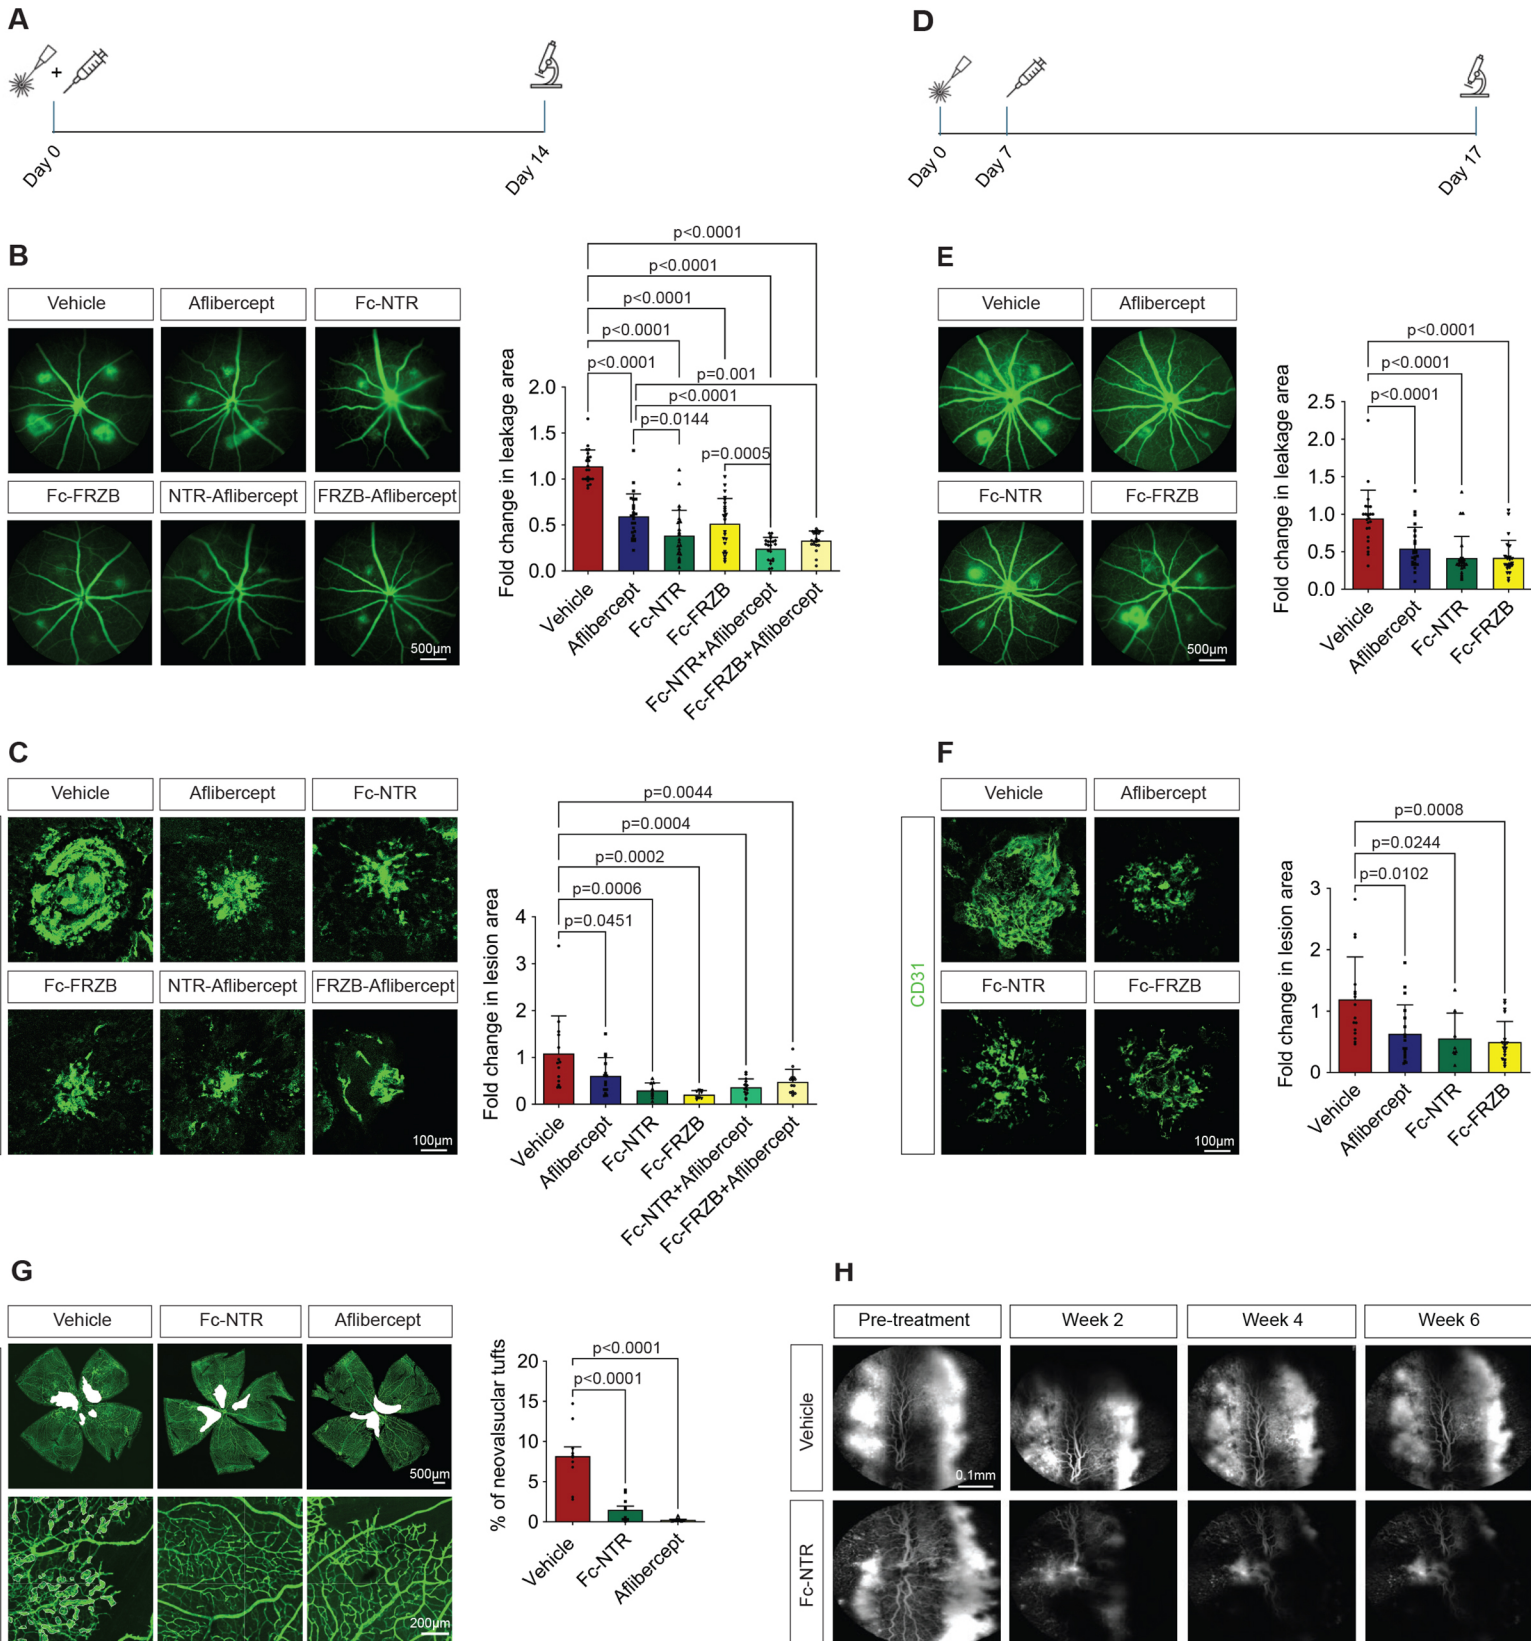 A
+
Day 0
Day 14
D
Day 0
Day 7
Day 17
B
Vehicle
Aflibercept
Fc-NTR
Fc-FRZB
NTR-Aflibercept
FRZB-Aflibercept
500µm
p<0.0001
p<0.0001
p<0.0001
p<0.0001
p<0.0001
p=0.001
p<0.0001
p=0.0144
p=0.0005
Fold change in leakage area
2.0
1.5
1.0
0.5
0.0
Vehicle
Aflibercept
Fc-NTR
Fc-FRZB
Fc-NTR+Aflibercept
Fc-FRZB+Aflibercept
E
Vehicle
Aflibercept
Fc-NTR
Fc-FRZB
500µm
p<0.0001
p<0.0001
p<0.0001
Fold change in leakage area
2.5
2.0
1.5
1.0
0.5
0.0
Vehicle
Aflibercept
Fc-NTR
Fc-FRZB
C
Vehicle
Aflibercept
Fc-NTR
Fc-FRZB
NTR-Aflibercept
FRZB-Aflibercept
100µm
p=0.0044
p=0.0004
p=0.0002
p=0.0006
p=0.0451
Fold change in lesion area
4
3
2
1
0
Vehicle
Aflibercept
Fc-NTR
Fc-FRZB
Fc-NTR+Aflibercept
Fc-FRZB+Aflibercept
F
CD31
Vehicle
Aflibercept
Fc-NTR
Fc-FRZB
100µm
p=0.0008
p=0.0244
p=0.0102
Fold change in lesion area
3
2
1
0
Vehicle
Aflibercept
Fc-NTR
Fc-FRZB
G
Vehicle
Fc-NTR
Aflibercept
500µm
200µm
p<0.0001
p<0.0001
% of neovalsuclar tufts
20
15
10
5
0
Vehicle
Fc-NTR
Aflibercept
H
Pre-treatment
Week 2
Week 4
Week 6
Vehicle
0.1mm
Fc-NTR